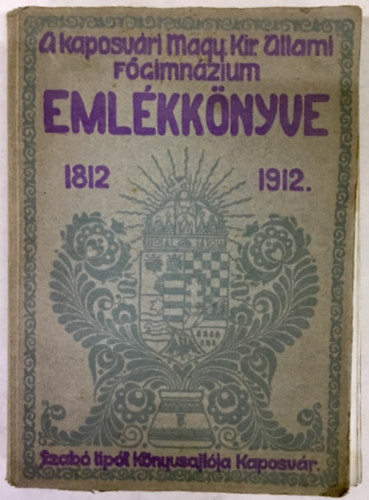 A kaposvári Magy. Kir. Állami
FŐGIMNÁZIUM
EMLÉKKÖNYVE
1812 1912.
Szabó Lipót Könyvsajtója Kaposvár.